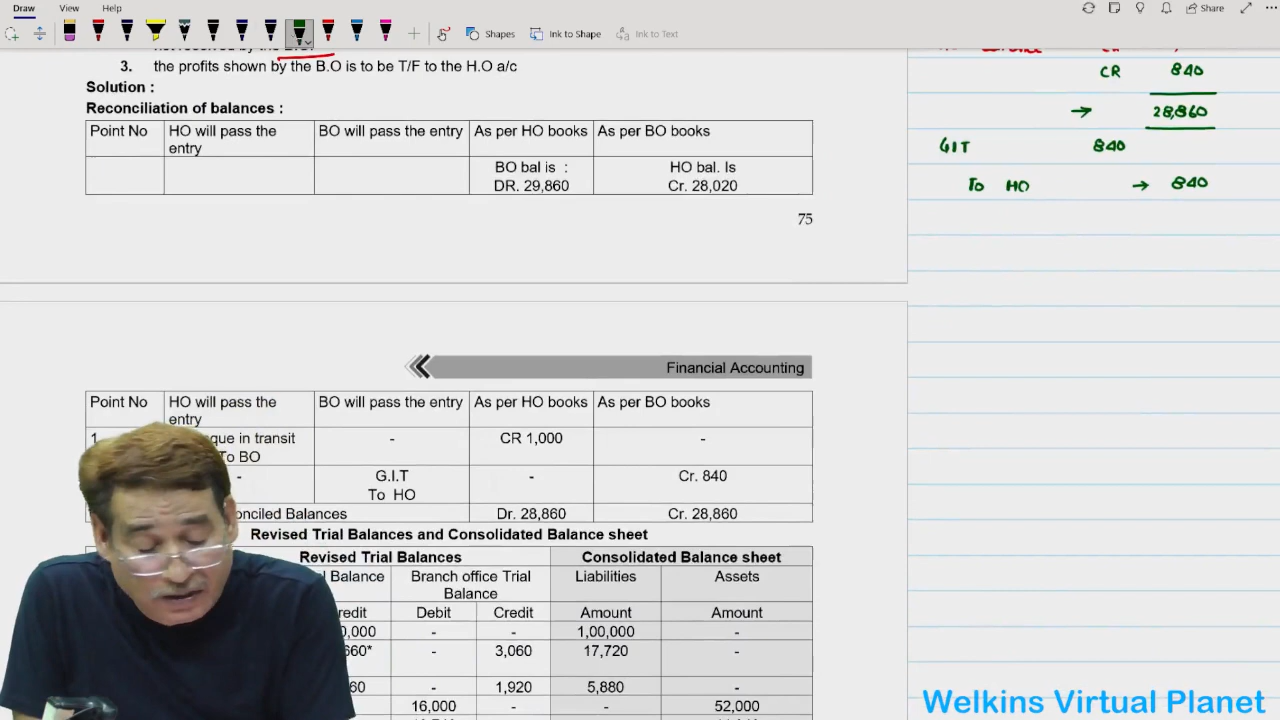 Draw View Help
Shapes Ink to Shape Ink to Text Share
3. the profits shown by the B.O is to be T/F to the H.O a/c
Solution :
Reconciliation of balances :
Point No HO will pass the entry BO will pass the entry As per HO books As per BO books
BO bal is : DR. 29,860 HO bal. Is Cr. 28,020
75
Financial Accounting
Point No HO will pass the entry BO will pass the entry As per HO books As per BO books
1 que in transit - CR 1,000 -
To BO
- G.I.T - Cr. 840
To HO
onciled Balances Dr. 28,860 Cr. 28,860
Revised Trial Balances and Consolidated Balance sheet
Revised Trial Balances Consolidated Balance sheet
l Balance Branch office Trial Balance Liabilities Assets
redit Debit Credit Amount Amount
0,000 - - 1,00,000 -
660* - 3,060 17,720 -
60 - 1,920 5,880 -
16,000 - - 52,000
CR 840
→ 28,860
GIT 840
To HO → 840
Welkins Virtual Planet